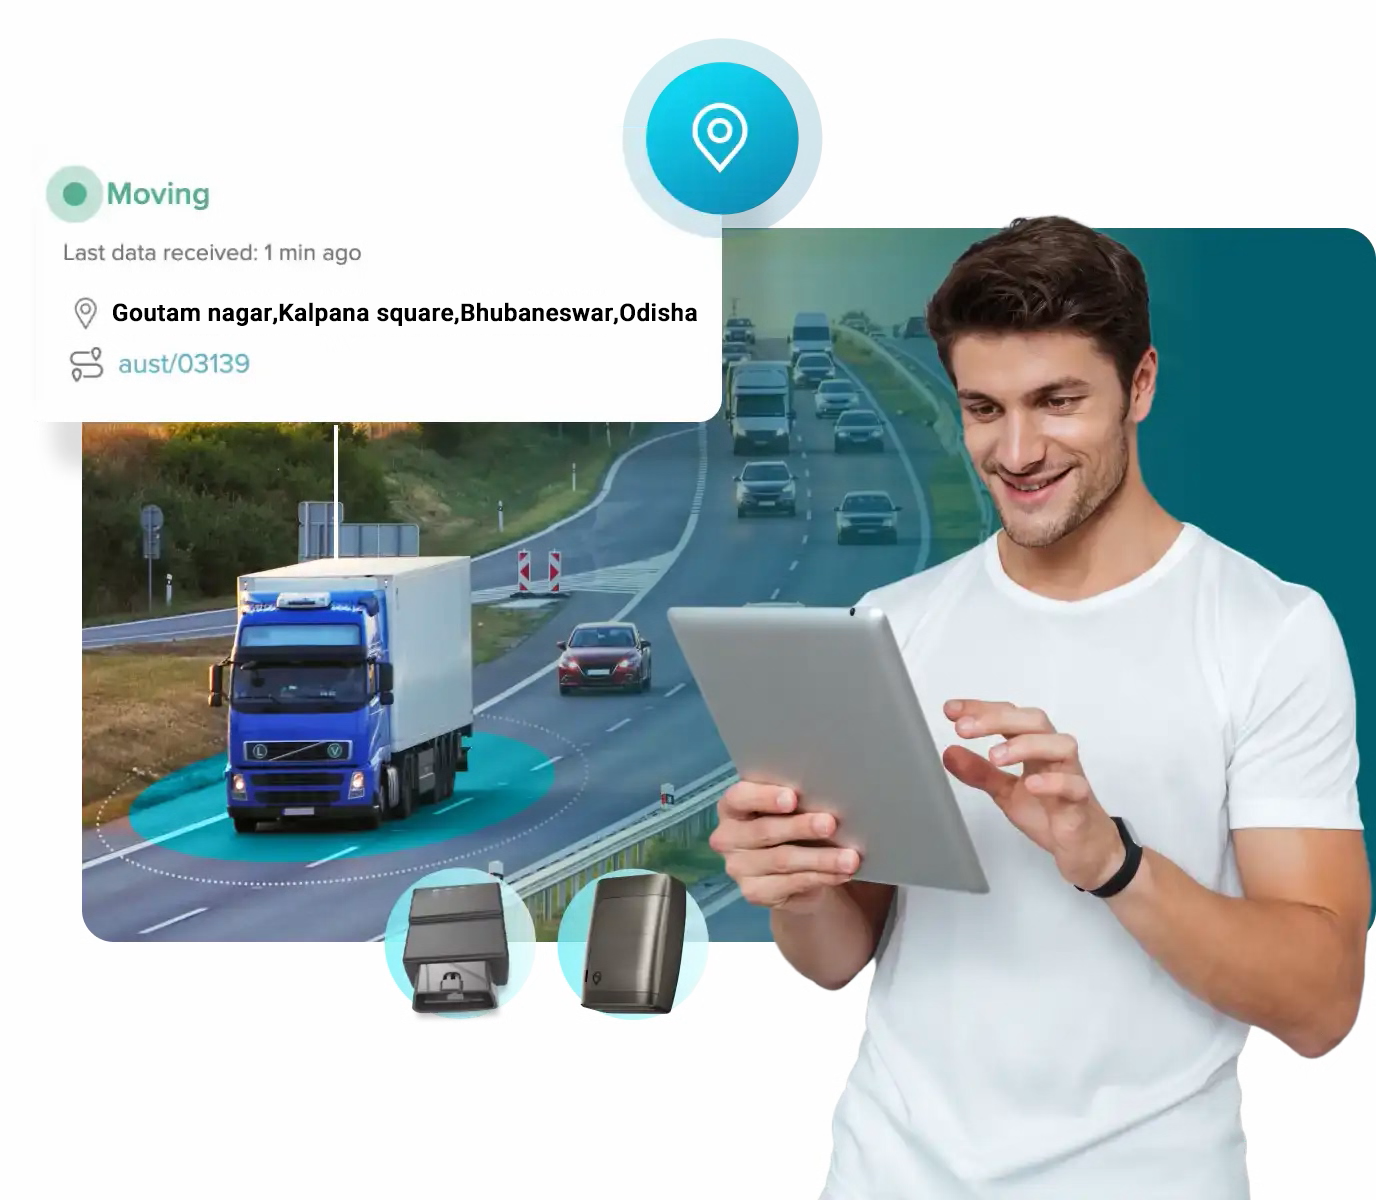 Moving
Last data received: 1 min ago
Goutam nagar,Kalpana square,Bhubaneswar,Odisha
aust/03139
L V